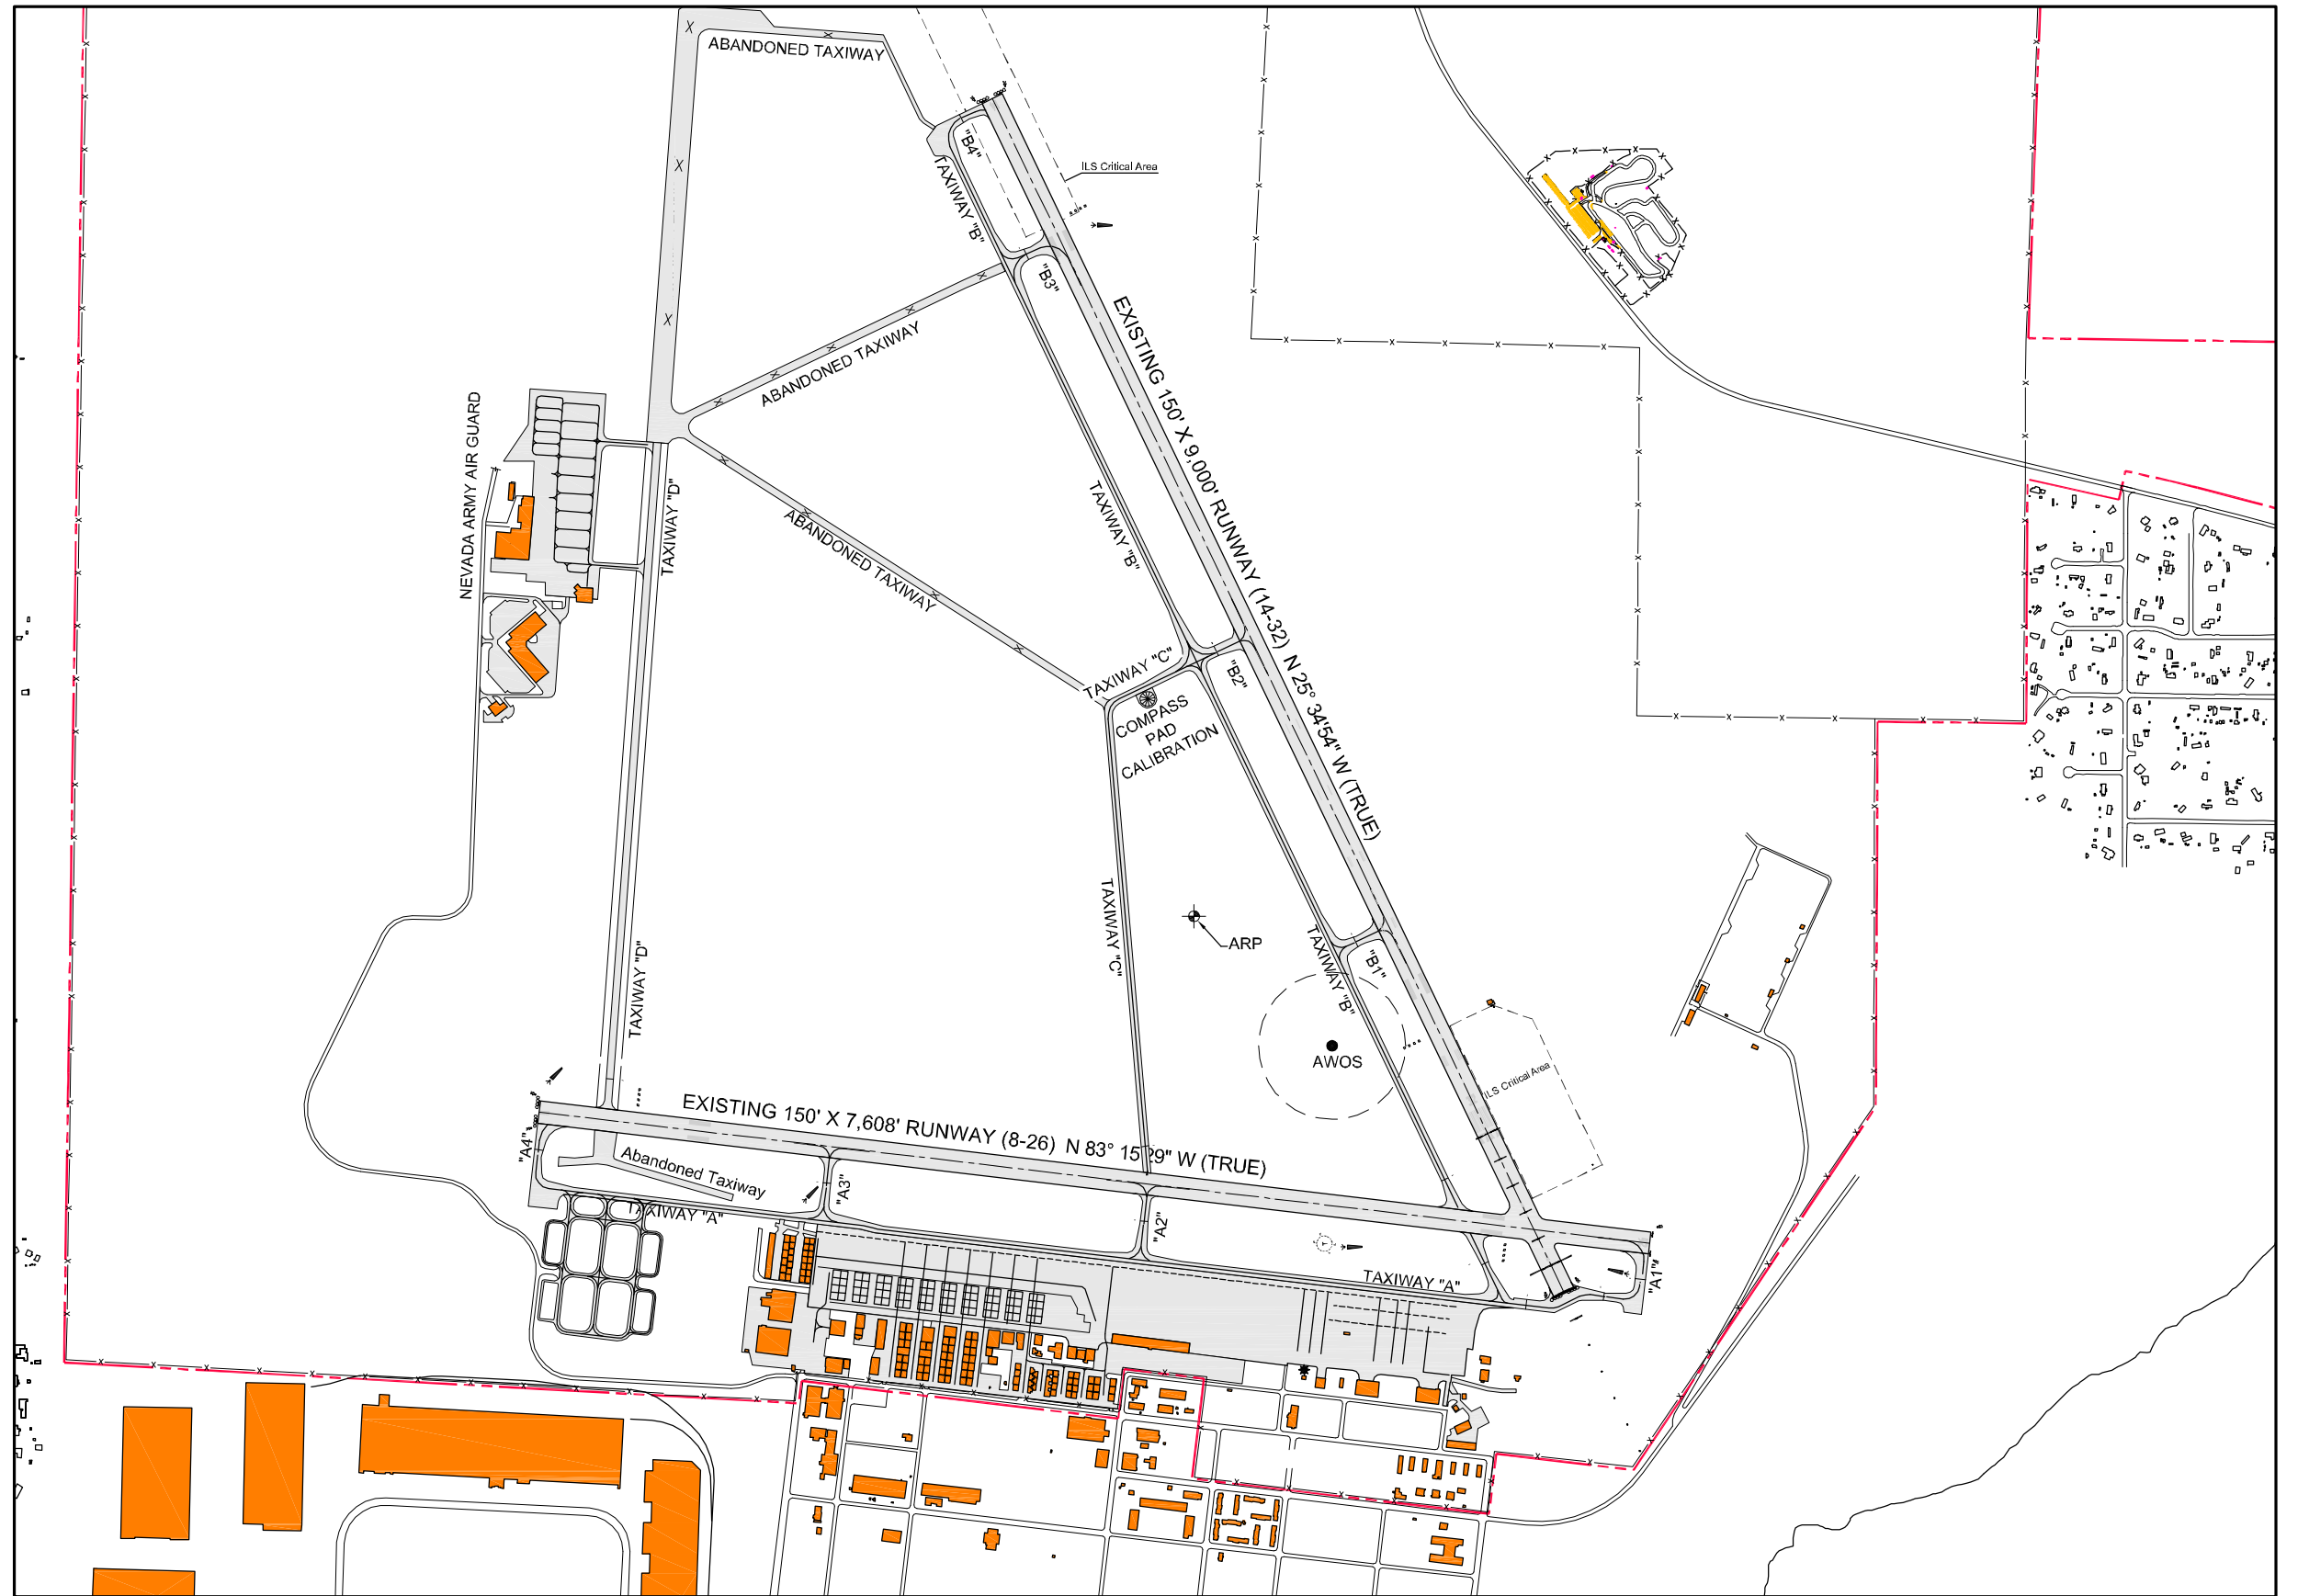 ABANDONED TAXIWAY
"B4"
TAXIWAY "B"
ILS Critical Area
"B3"
ABANDONED TAXIWAY
EXISTING 150' X 9,000' RUNWAY (14-32) N 25° 34'54" W (TRUE)
NEVADA ARMY AIR GUARD
TAXIWAY "D"
ABANDONED TAXIWAY
TAXIWAY "B"
TAXIWAY "C"
"B2"
COMPASS
PAD
CALIBRATION
TAXIWAY "C"
ARP
TAXIWAY "D"
TAXIWAY "B"
"B1"
AWOS
ILS Critical Area
EXISTING 150' X 7,608' RUNWAY (8-26) N 83° 15'29" W (TRUE)
"A4"
Abandoned Taxiway
"A3"
TAXIWAY "A"
"A2"
TAXIWAY "A"
"A1"